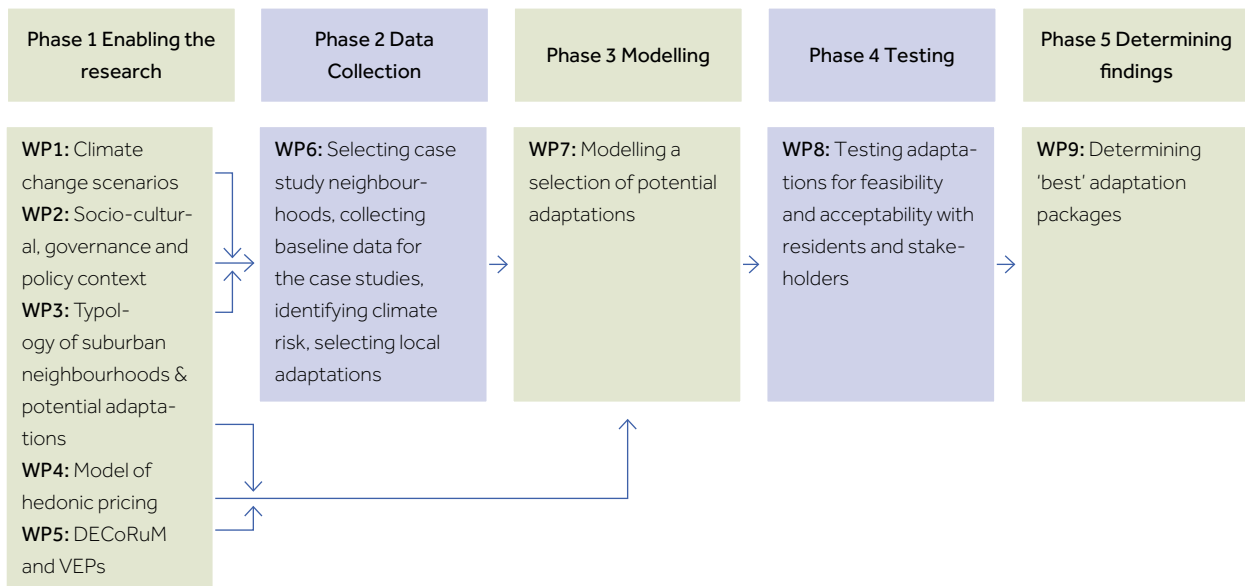 Phase 1 Enabling the
research
Phase 2 Data
Collection
Phase 3 Modelling
Phase 4 Testing
Phase 5 Determining
findings
WP1: Climate
change scenarios
WP2: Socio-cultur-
al, governance and
policy context
WP3: Typol-
ogy of suburban
neighbourhoods &
potential adapta-
tions
WP4: Model of
hedonic pricing
WP5: DECoRuM
and VEPs
WP6: Selecting case
study neighbour-
hoods, collecting
baseline data for
the case studies,
identifying climate
risk, selecting local
adaptations
WP7: Modelling a
selection of potential
adaptations
WP8: Testing adapta-
tions for feasibility
and acceptability with
residents and stake-
holders
WP9: Determining
‘best’ adaptation
packages